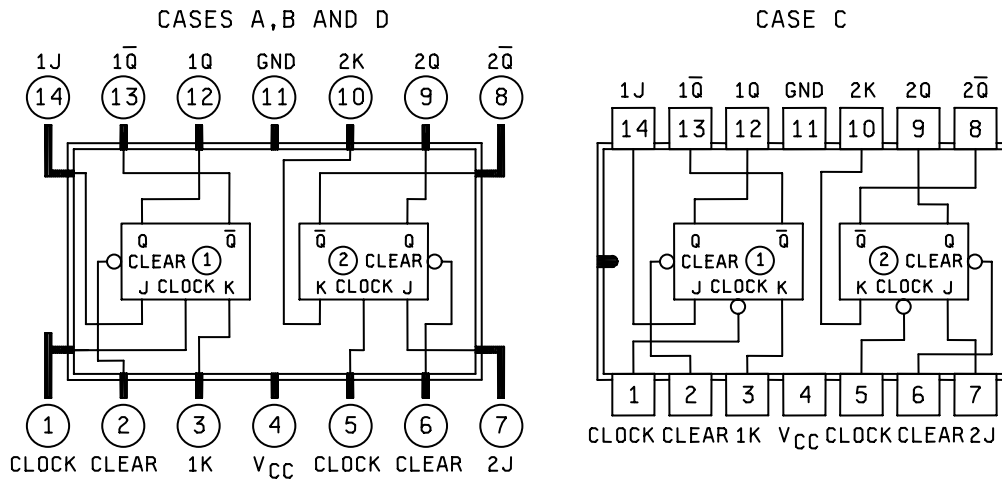 CASES A,B AND D
1J 1Q̅ 1Q GND 2K 2Q 2Q̅
14 13 12 11 10 9 8
Q Q̅ Q̅ Q
CLEAR 1 2 CLEAR
J CLOCK K K CLOCK J
1 2 3 4 5 6 7
CLOCK CLEAR 1K VCC CLOCK CLEAR 2J
CASE C
1J 1Q̅ 1Q GND 2K 2Q 2Q̅
14 13 12 11 10 9 8
Q Q̅ Q̅ Q
CLEAR 1 2 CLEAR
J CLOCK K K CLOCK J
1 2 3 4 5 6 7
CLOCK CLEAR 1K VCC CLOCK CLEAR 2J